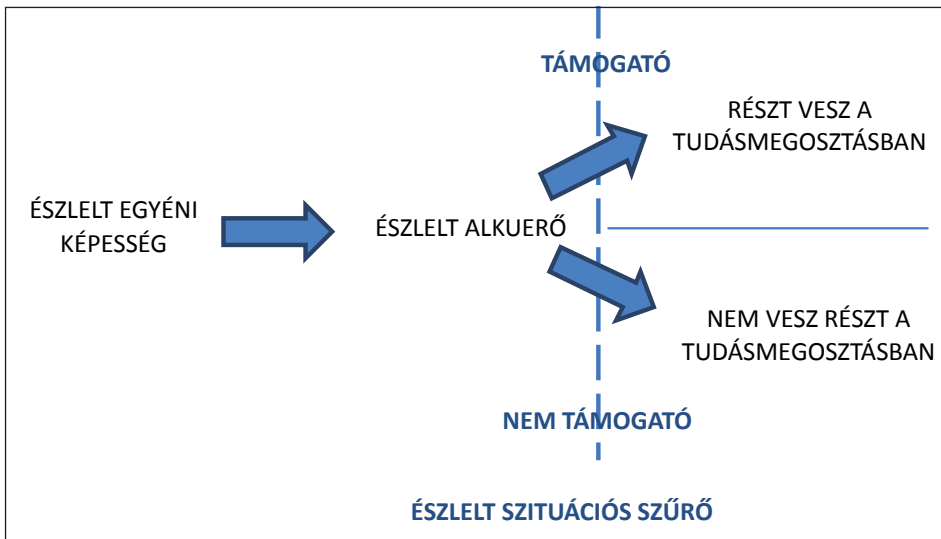 TÁMOGATÓ
RÉSZT VESZ A
TUDÁSMEGOSZTÁSBAN
ÉSZLELT EGYÉNI
KÉPESSÉG
ÉSZLELT ALKUERŐ
NEM VESZ RÉSZT A
TUDÁSMEGOSZTÁSBAN
NEM TÁMOGATÓ
ÉSZLELT SZITUÁCIÓS SZŰRŐ